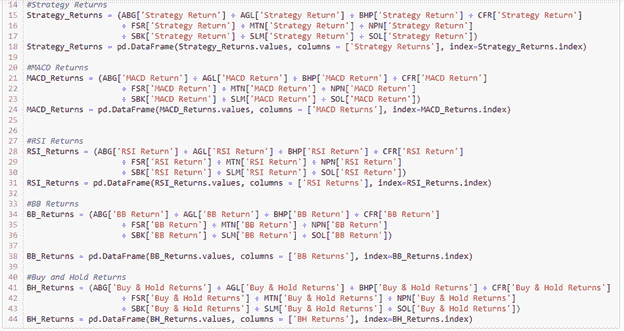 14 #Strategy Returns
15 Strategy_Returns = (ABG['Strategy Return'] + AGL['Strategy Return'] + BHP['Strategy Return'] + CFR['Strategy Return']
16 + FSR['Strategy Return'] + MTN['Strategy Return'] + NPN['Strategy Return']
17 + SBK['Strategy Return'] + SLM['Strategy Return'] + SOL['Strategy Return'])
18 Strategy_Returns = pd.DataFrame(Strategy_Returns.values, columns = ['Strategy Returns'], index=Strategy_Returns.index)
19
20 #MACD Returns
21 MACD_Returns = (ABG['MACD Return'] + AGL['MACD Return'] + BHP['MACD Return'] + CFR['MACD Return']
22 + FSR['MACD Return'] + MTN['MACD Return'] + NPN['MACD Return']
23 + SBK['MACD Return'] + SLM['MACD Return'] + SOL['MACD Return'])
24 MACD_Returns = pd.DataFrame(MACD_Returns.values, columns = ['MACD Returns'], index=MACD_Returns.index)
25
26
27 #RSI Returns
28 RSI_Returns = (ABG['RSI Return'] + AGL['RSI Return'] + BHP['RSI Return'] + CFR['RSI Return']
29 + FSR['RSI Return'] + MTN['RSI Return'] + NPN['RSI Return']
30 + SBK['RSI Return'] + SLM['RSI Return'] + SOL['RSI Return'])
31 RSI_Returns = pd.DataFrame(RSI_Returns.values, columns = ['RSI Returns'], index=RSI_Returns.index)
32
33 #BB Returns
34 BB_Returns = (ABG['BB Return'] + AGL['BB Return'] + BHP['BB Return'] + CFR['BB Return']
35 + FSR['BB Return'] + MTN['BB Return'] + NPN['BB Return']
36 + SBK['BB Return'] + SLM['BB Return'] + SOL['BB Return'])
37
38 BB_Returns = pd.DataFrame(BB_Returns.values, columns = ['BB Returns'], index=BB_Returns.index)
39
40 #Buy and Hold Returns
41 BH_Returns = (ABG['Buy & Hold Returns'] + AGL['Buy & Hold Returns'] + BHP['Buy & Hold Returns'] + CFR['Buy & Hold Returns']
42 + FSR['Buy & Hold Returns'] + MTN['Buy & Hold Returns'] + NPN['Buy & Hold Returns']
43 + SBK['Buy & Hold Returns'] + SLM['Buy & Hold Returns'] + SOL['Buy & Hold Returns'])
44 BH_Returns = pd.DataFrame(BH_Returns.values, columns = ['BH Returns'], index=BH_Returns.index)